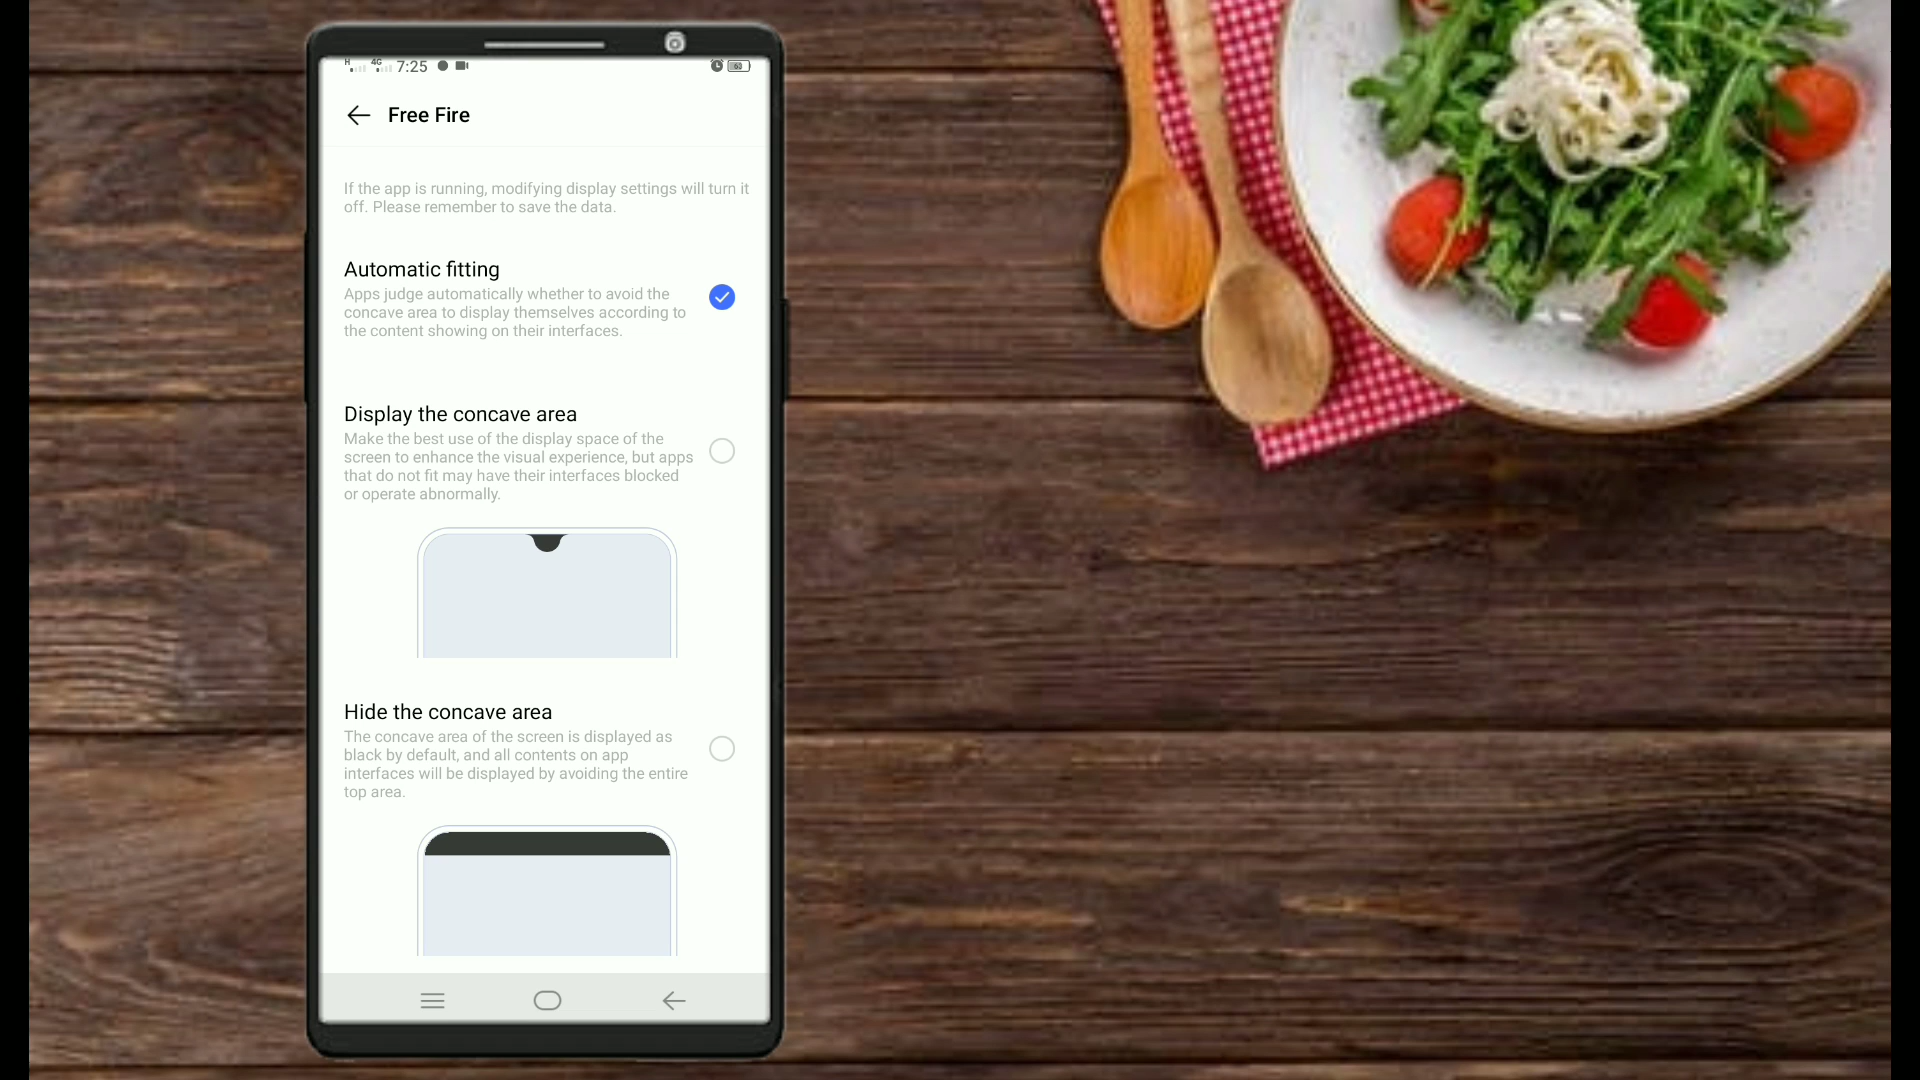 H 4G 7:25 60
Free Fire
If the app is running, modifying display settings will turn it
off. Please remember to save the data.
Automatic fitting
Apps judge automatically whether to avoid the
concave area to display themselves according to
the content showing on their interfaces.
Display the concave area
Make the best use of the display space of the
screen to enhance the visual experience, but apps
that do not fit may have their interfaces blocked
or operate abnormally.
Hide the concave area
The concave area of the screen is displayed as
black by default, and all contents on app
interfaces will be displayed by avoiding the entire
top area.